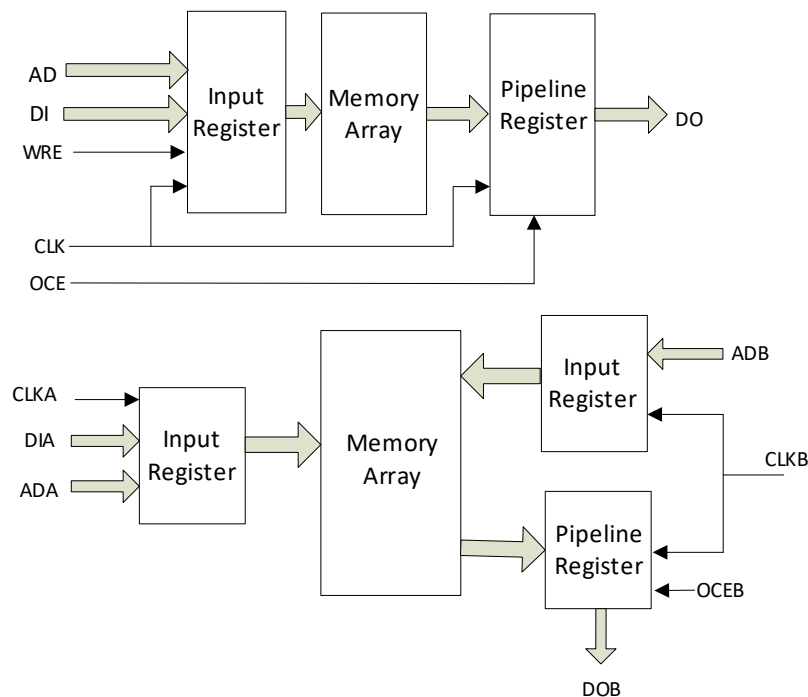 AD
DI
WRE
CLK
OCE
Input
Register
Memory
Array
Pipeline
Register
DO
CLKA
DIA
ADA
Input
Register
Memory
Array
Input
Register
ADB
CLKB
Pipeline
Register
OCEB
DOB